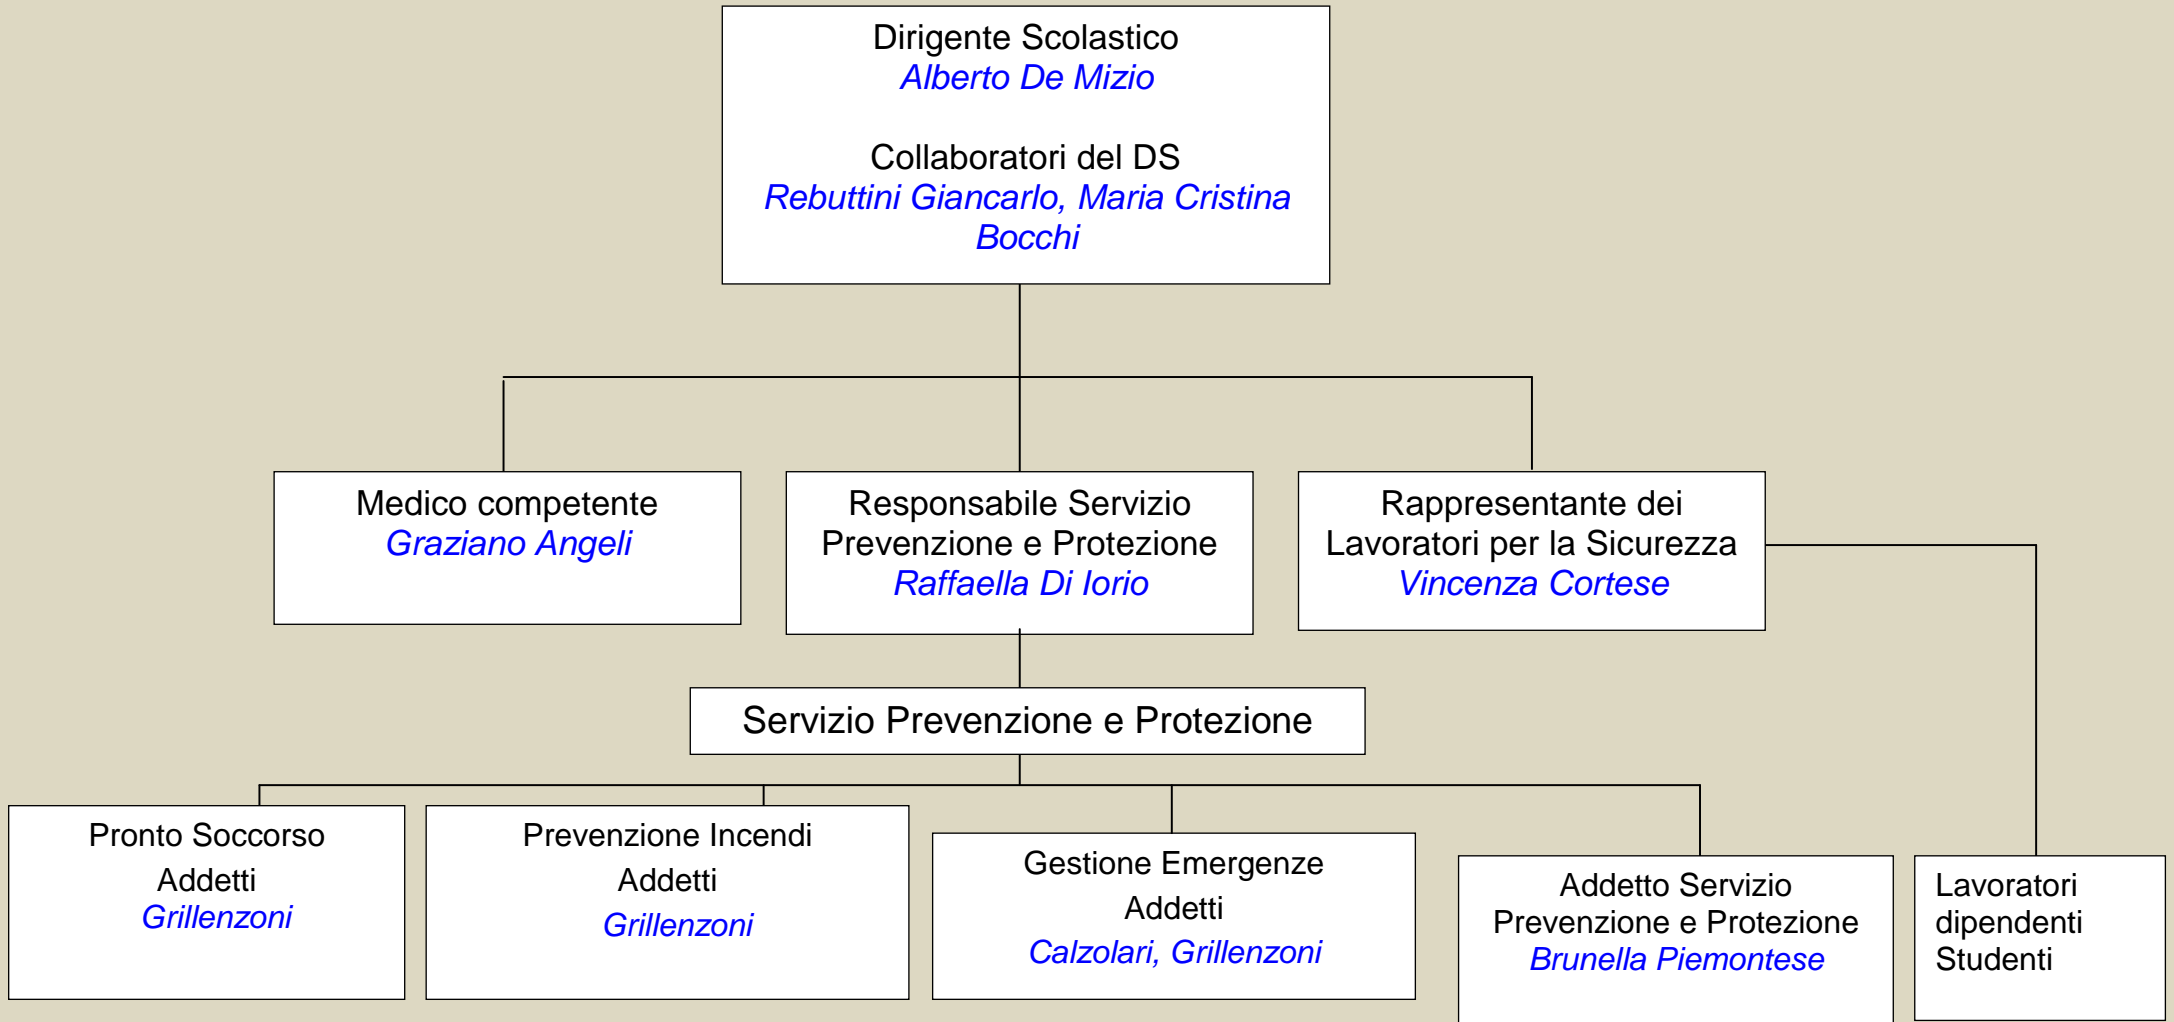 Dirigente Scolastico
Alberto De Mizio
Collaboratori del DS
Rebuttini Giancarlo, Maria Cristina
Bocchi
Medico competente
Graziano Angeli
Responsabile Servizio
Prevenzione e Protezione
Raffaella Di Iorio
Rappresentante dei
Lavoratori per la Sicurezza
Vincenza Cortese
Servizio Prevenzione e Protezione
Pronto Soccorso
Addetti
Grillenzoni
Prevenzione Incendi
Addetti
Grillenzoni
Gestione Emergenze
Addetti
Calzolari, Grillenzoni
Addetto Servizio
Prevenzione e Protezione
Brunella Piemontese
Lavoratori
dipendenti
Studenti